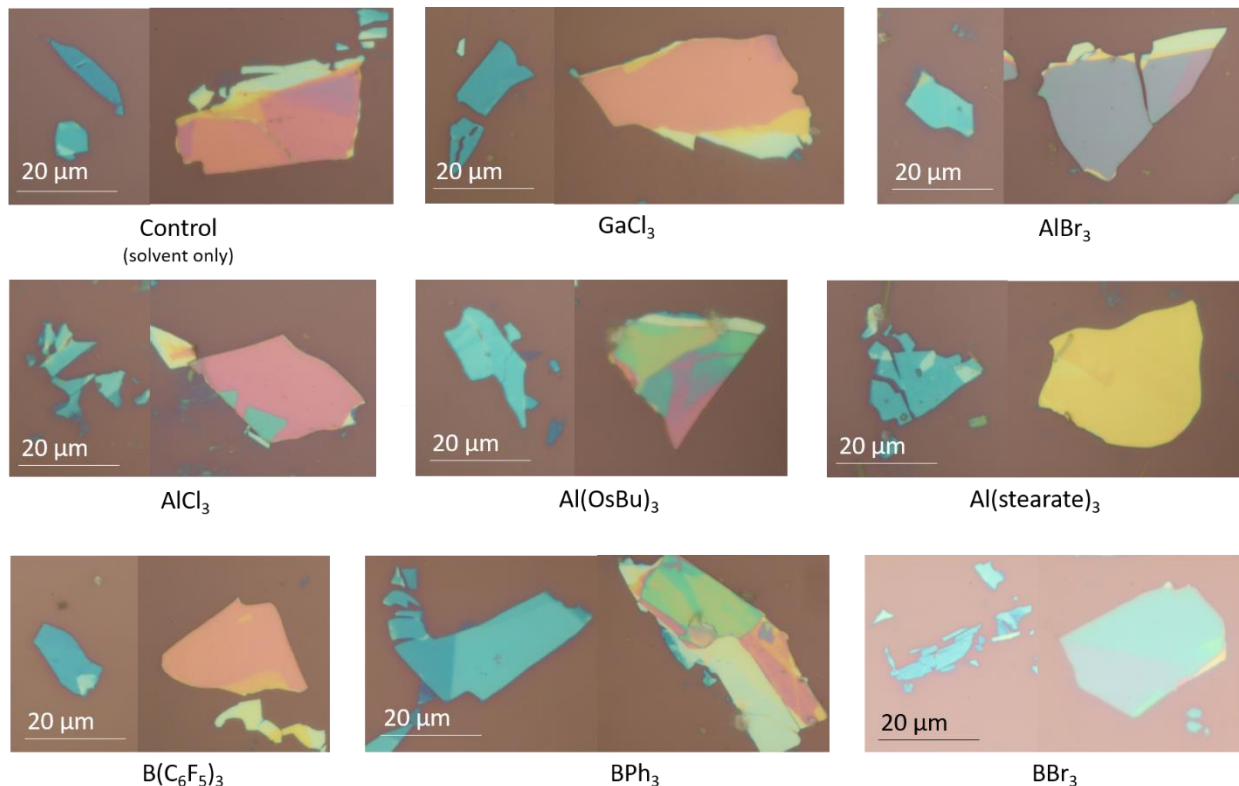 20 μm
20 μm
20 μm
Control
(solvent only)
GaCl₃
AlBr₃
20 μm
20 μm
20 μm
AlCl₃
Al(OsBu)₃
Al(stearate)₃
20 μm
20 μm
20 μm
B(C₆F₅)₃
BPh₃
BBr₃